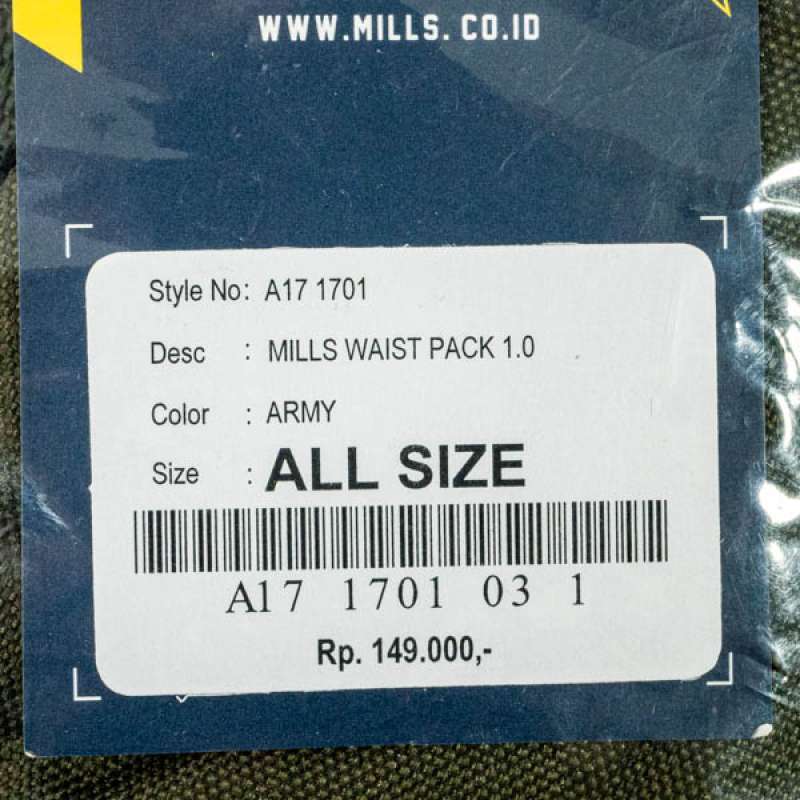 WWW.MILLS.CO.ID
Style No: A17 1701
Desc : MILLS WAIST PACK 1.0
Color : ARMY
Size : ALL SIZE
A17 1701 03 1
Rp. 149.000,-